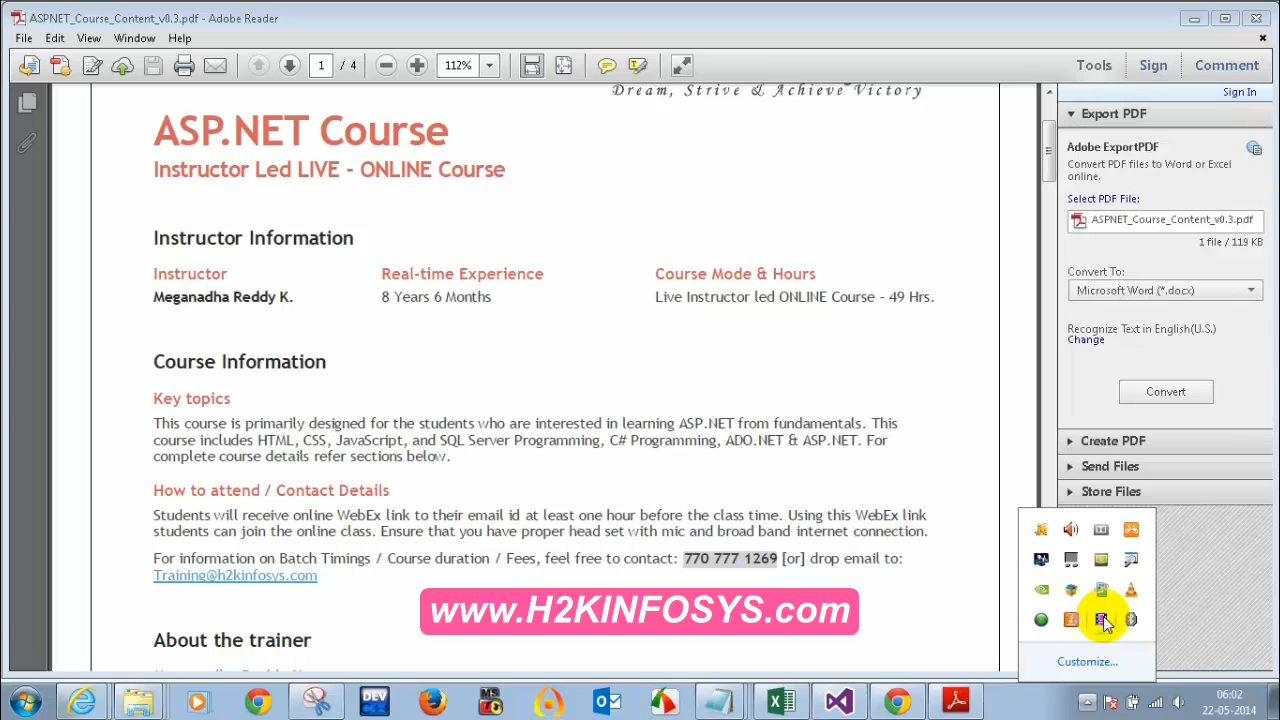 ASPNET_Course_Content_v0.3.pdf - Adobe Reader
File Edit View Window Help
1 / 4 112% Tools Sign Comment
Dream, Strive & Achieve Victory
ASP.NET Course
Instructor Led LIVE - ONLINE Course
Instructor Information
Instructor Real-time Experience Course Mode & Hours
Meganadha Reddy K. 8 Years 6 Months Live Instructor led ONLINE Course - 49 Hrs.
Course Information
Key topics
This course is primarily designed for the students who are interested in learning ASP.NET from fundamentals. This
course includes HTML, CSS, JavaScript, and SQL Server Programming, C# Programming, ADO.NET & ASP.NET. For
complete course details refer sections below.
How to attend / Contact Details
Students will receive online WebEx link to their email id at least one hour before the class time. Using this WebEx link
students can join the online class. Ensure that you have proper head set with mic and broad band internet connection.
For information on Batch Timings / Course duration / Fees, feel free to contact: 770 777 1269 [or] drop email to:
Training@h2kinfosys.com
www.H2KINFOSYS.com
About the trainer
Sign In
Export PDF
Adobe ExportPDF
Convert PDF files to Word or Excel
online.
Select PDF File:
ASPNET_Course_Content_v0.3.pdf
1 file / 119 KB
Convert To:
Microsoft Word (*.docx)
Recognize Text in English(U.S.)
Change
Convert
Create PDF
Send Files
Store Files
Customize...
DEV
MS
06:02
22-05-2014